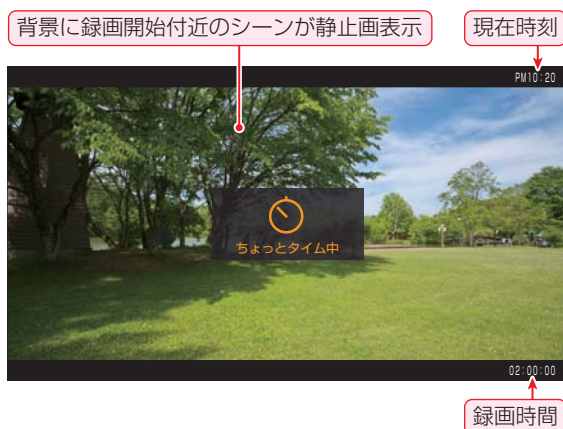 背景に録画開始付近のシーンが静止画表示
現在時刻
PM10:20
ちょっとタイム中
02:00:00
録画時間